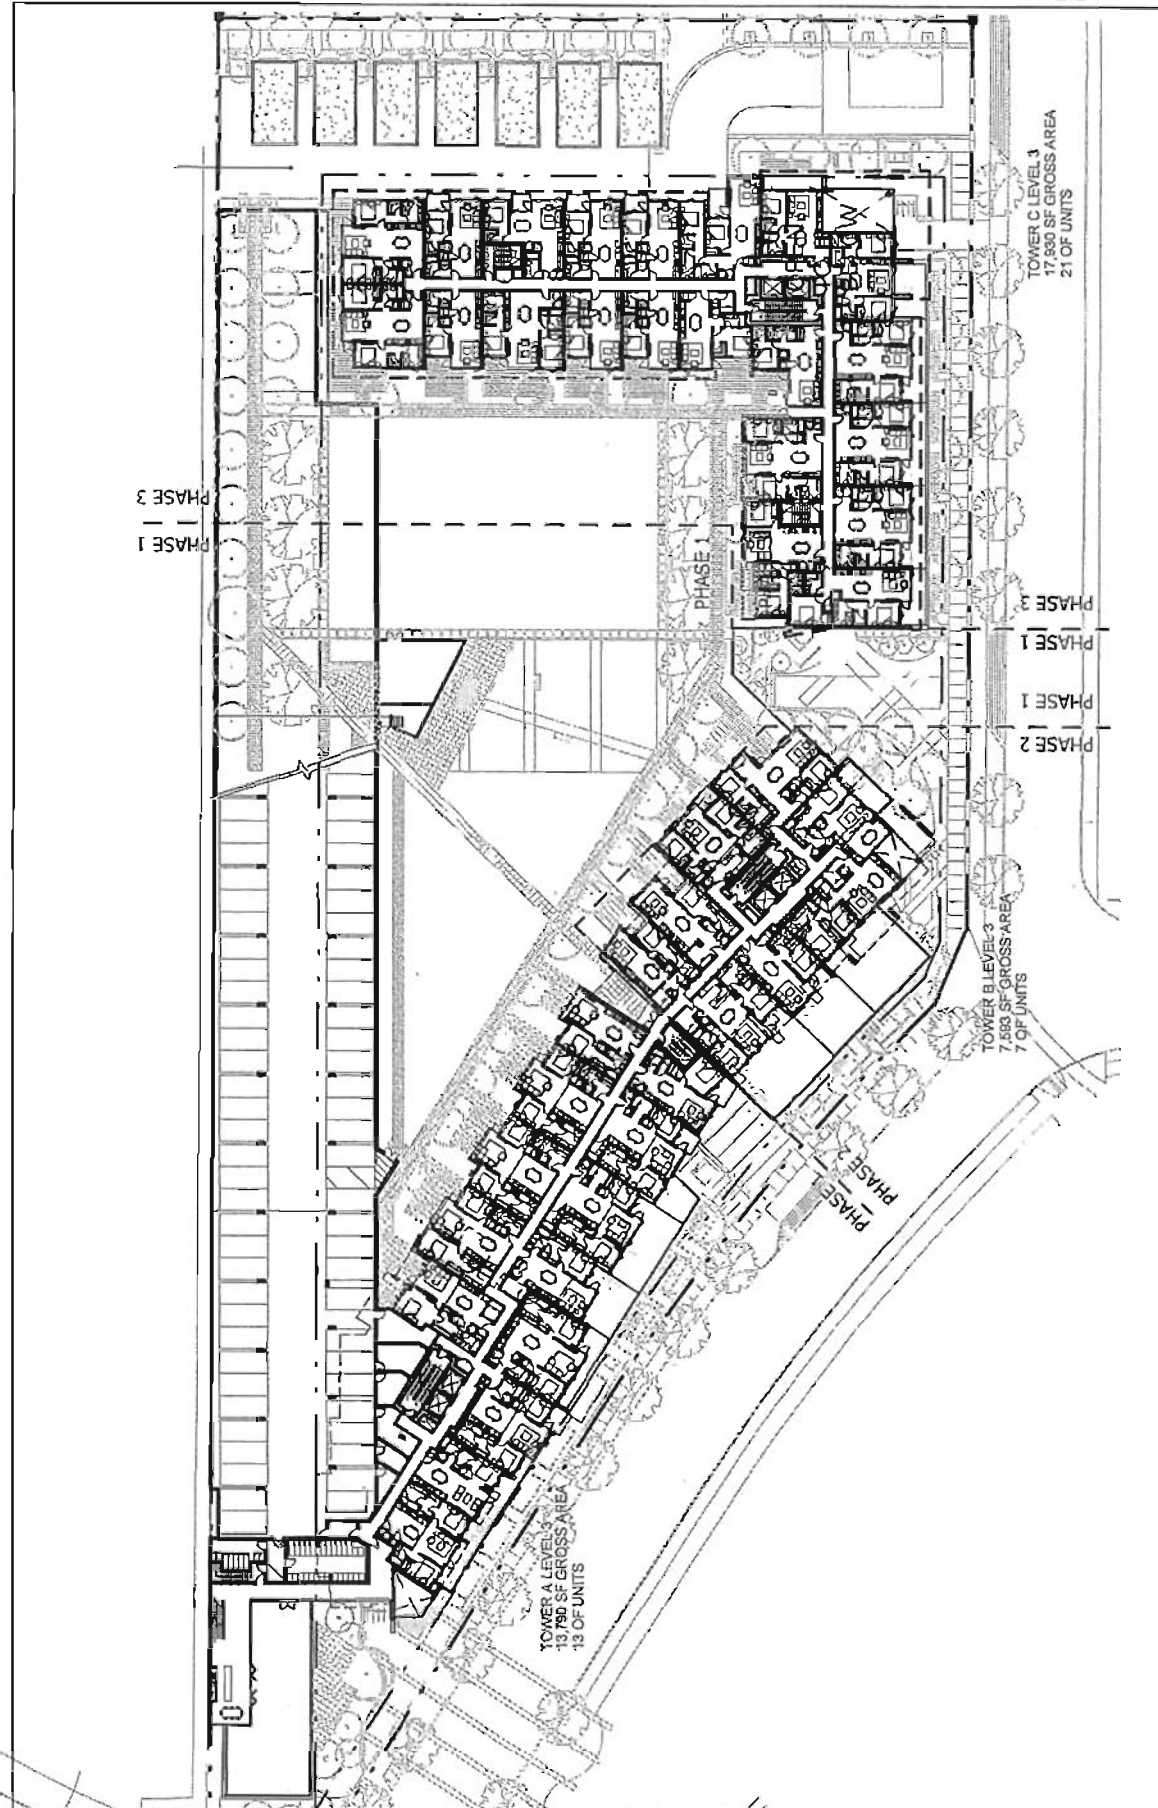 TOWER C LEVEL 3
17,930 SF GROSS AREA
21 OF UNITS
PHASE 3
PHASE 1
PHASE 1
PHASE 3
PHASE 1
PHASE 1
PHASE 2
TOWER B LEVEL 3
7,693 SF GROSS AREA
7 OF UNITS
PHASE 2
PHASE
TOWER A LEVEL 3
13,790 SF GROSS AREA
13 OF UNITS